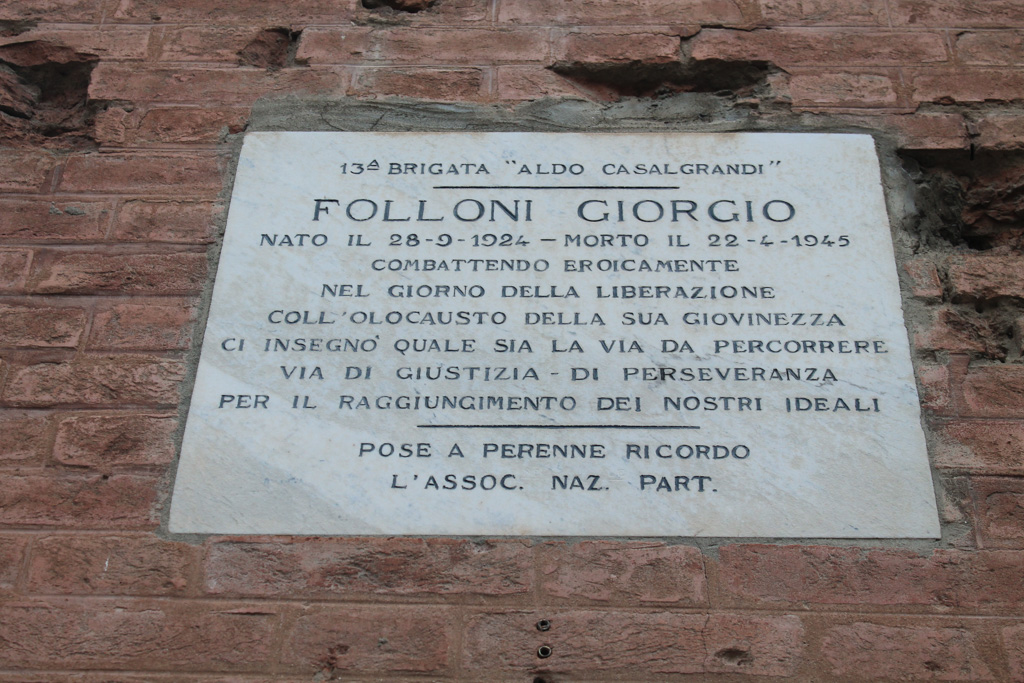 13ᴬ BRIGATA "ALDO CASALGRANDI"
FOLLONI GIORGIO
NATO IL 28-9-1924 - MORTO IL 22-4-1945
COMBATTENDO EROICAMENTE
NEL GIORNO DELLA LIBERAZIONE
COLL'OLOCAUSTO DELLA SUA GIOVINEZZA
CI INSEGNO' QUALE SIA LA VIA DA PERCORRERE
VIA DI GIUSTIZIA - DI PERSEVERANZA
PER IL RAGGIUNGIMENTO DEI NOSTRI IDEALI
POSE A PERENNE RICORDO
L'ASSOC. NAZ. PART.